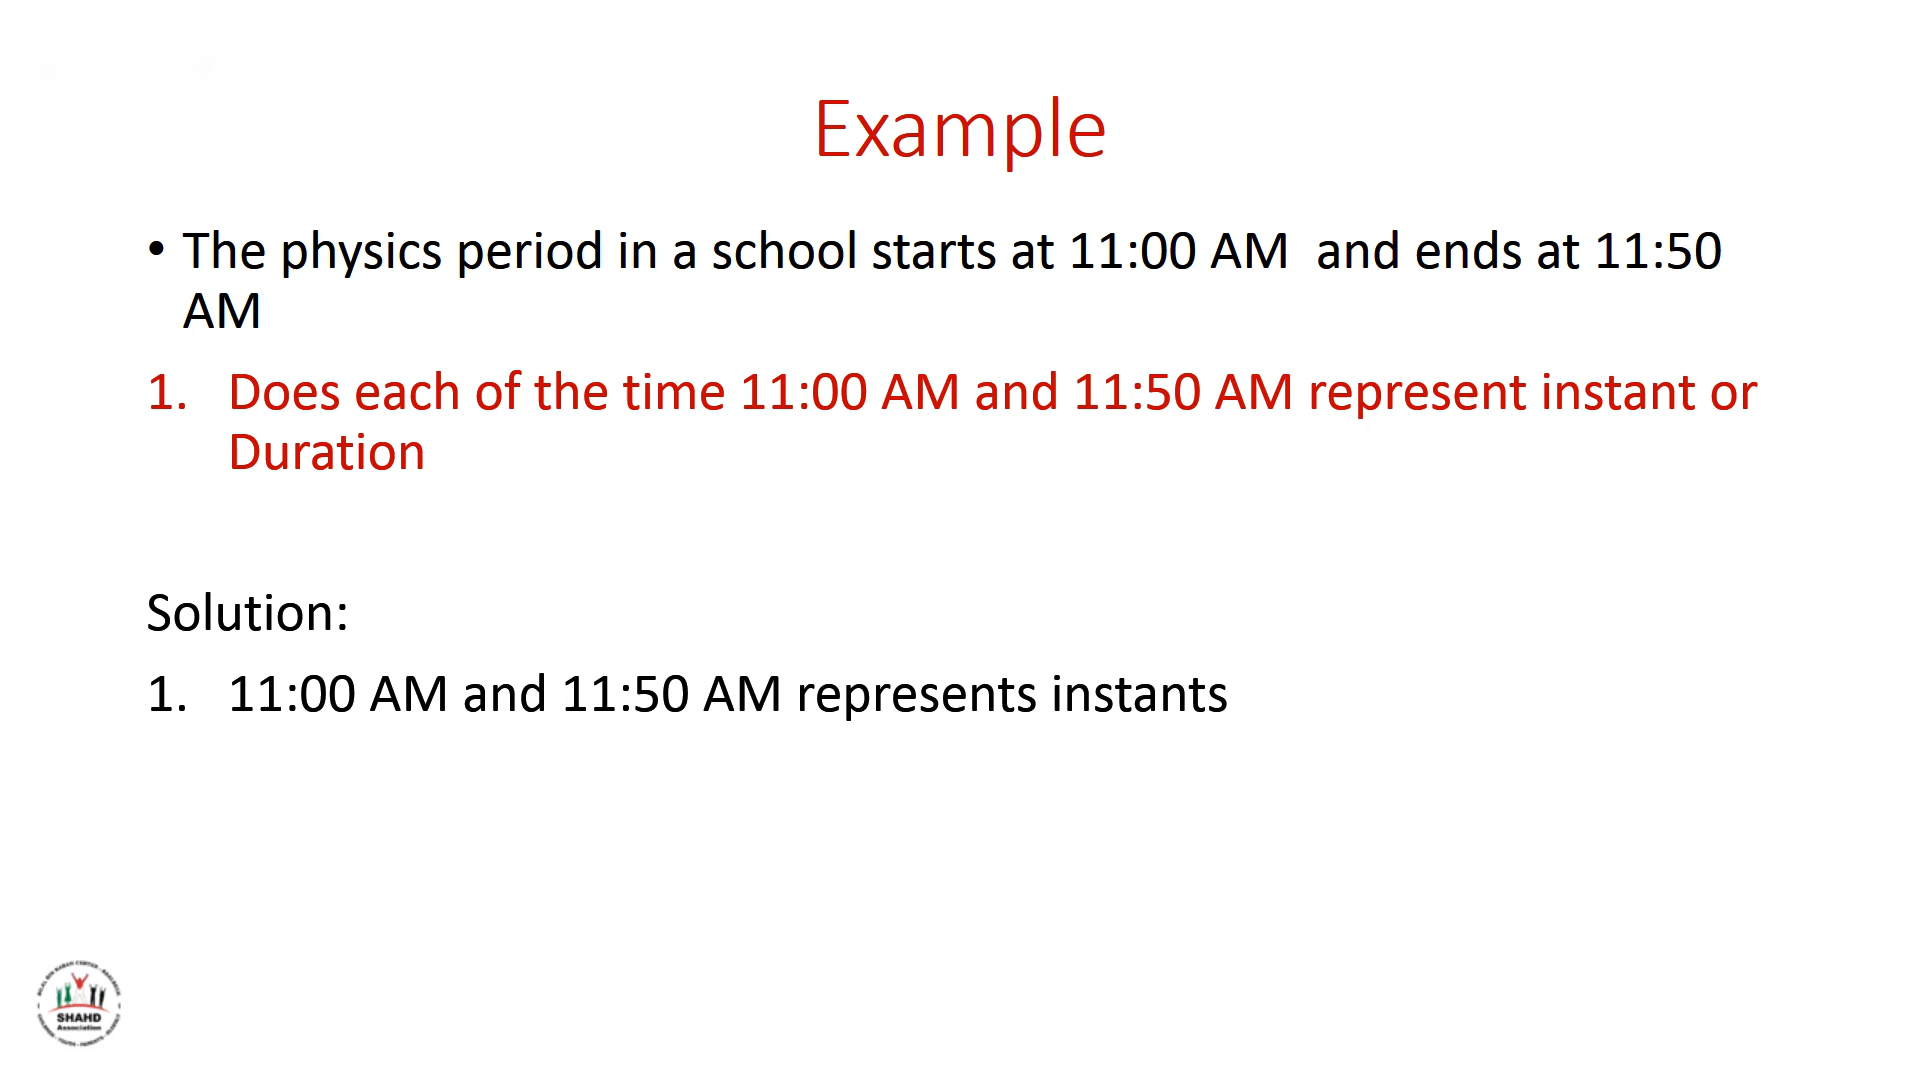 Example
• The physics period in a school starts at 11:00 AM  and ends at 11:50
AM
1. Does each of the time 11:00 AM and 11:50 AM represent instant or
Duration
Solution:
1. 11:00 AM and 11:50 AM represents instants
SHAHD
Association